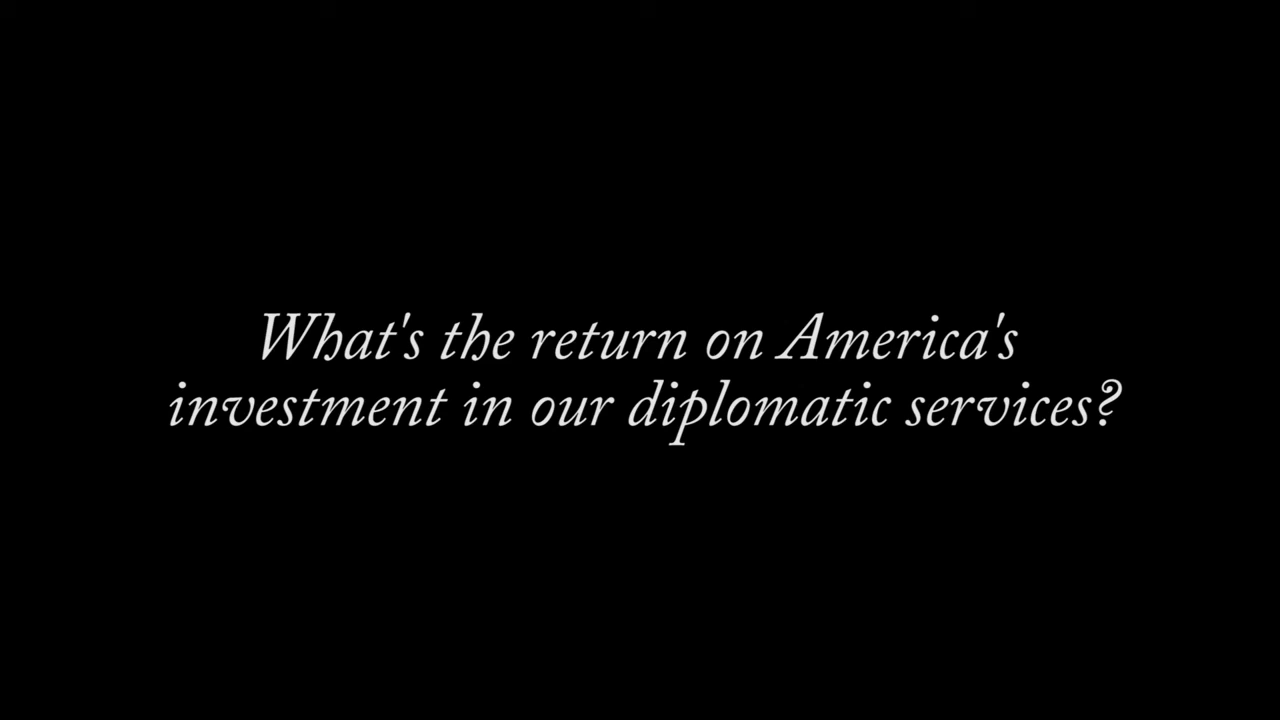 What's the return on America's
investment in our diplomatic services?